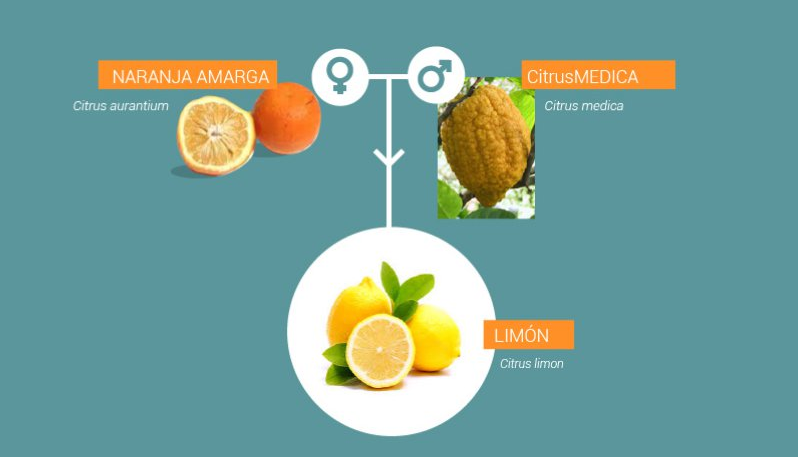 NARANJA AMARGA
Citrus aurantium
CitrusMEDICA
Citrus medica
LIMÓN
Citrus limon